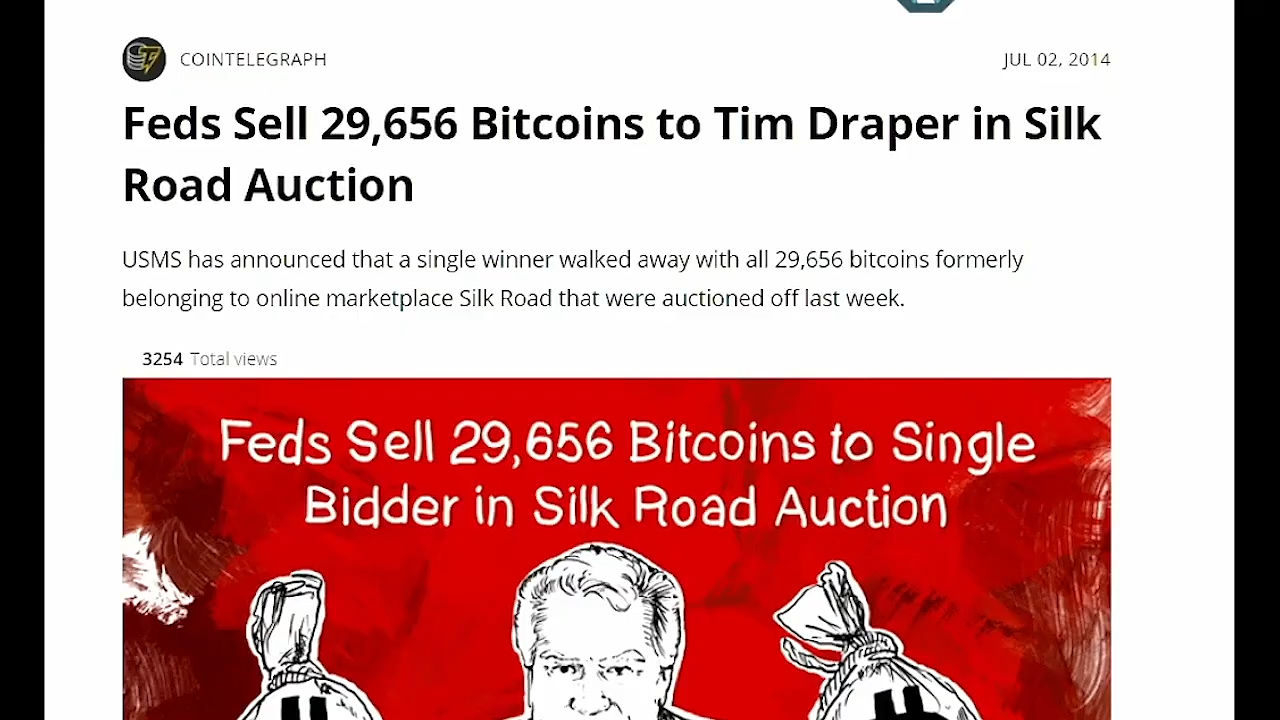 COINTELEGRAPH
JUL 02, 2014
Feds Sell 29,656 Bitcoins to Tim Draper in Silk
Road Auction
USMS has announced that a single winner walked away with all 29,656 bitcoins formerly
belonging to online marketplace Silk Road that were auctioned off last week.
3254 Total views
Feds Sell 29,656 Bitcoins to Single
Bidder in Silk Road Auction